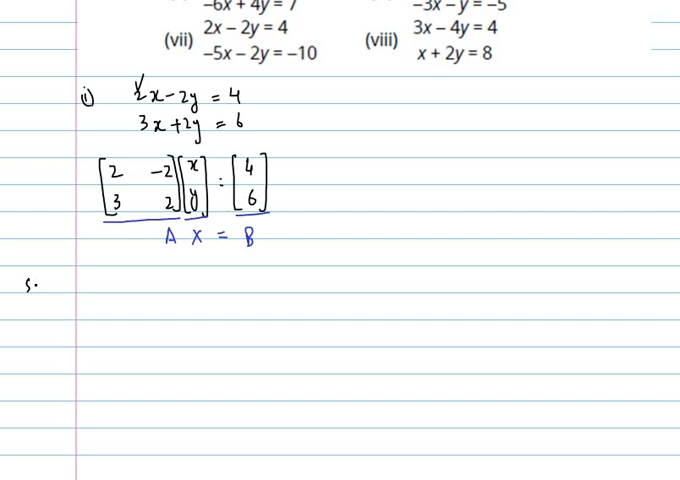 -6x + 4y = 7
-3x - y = -5
(vii) 2x - 2y = 4
-5x - 2y = -10
(viii) 3x - 4y = 4
x + 2y = 8
i) 2x - 2y = 4
3x + 2y = 6
[2 -2 [x = [4
3 2] y] 6]
A X = B
s.